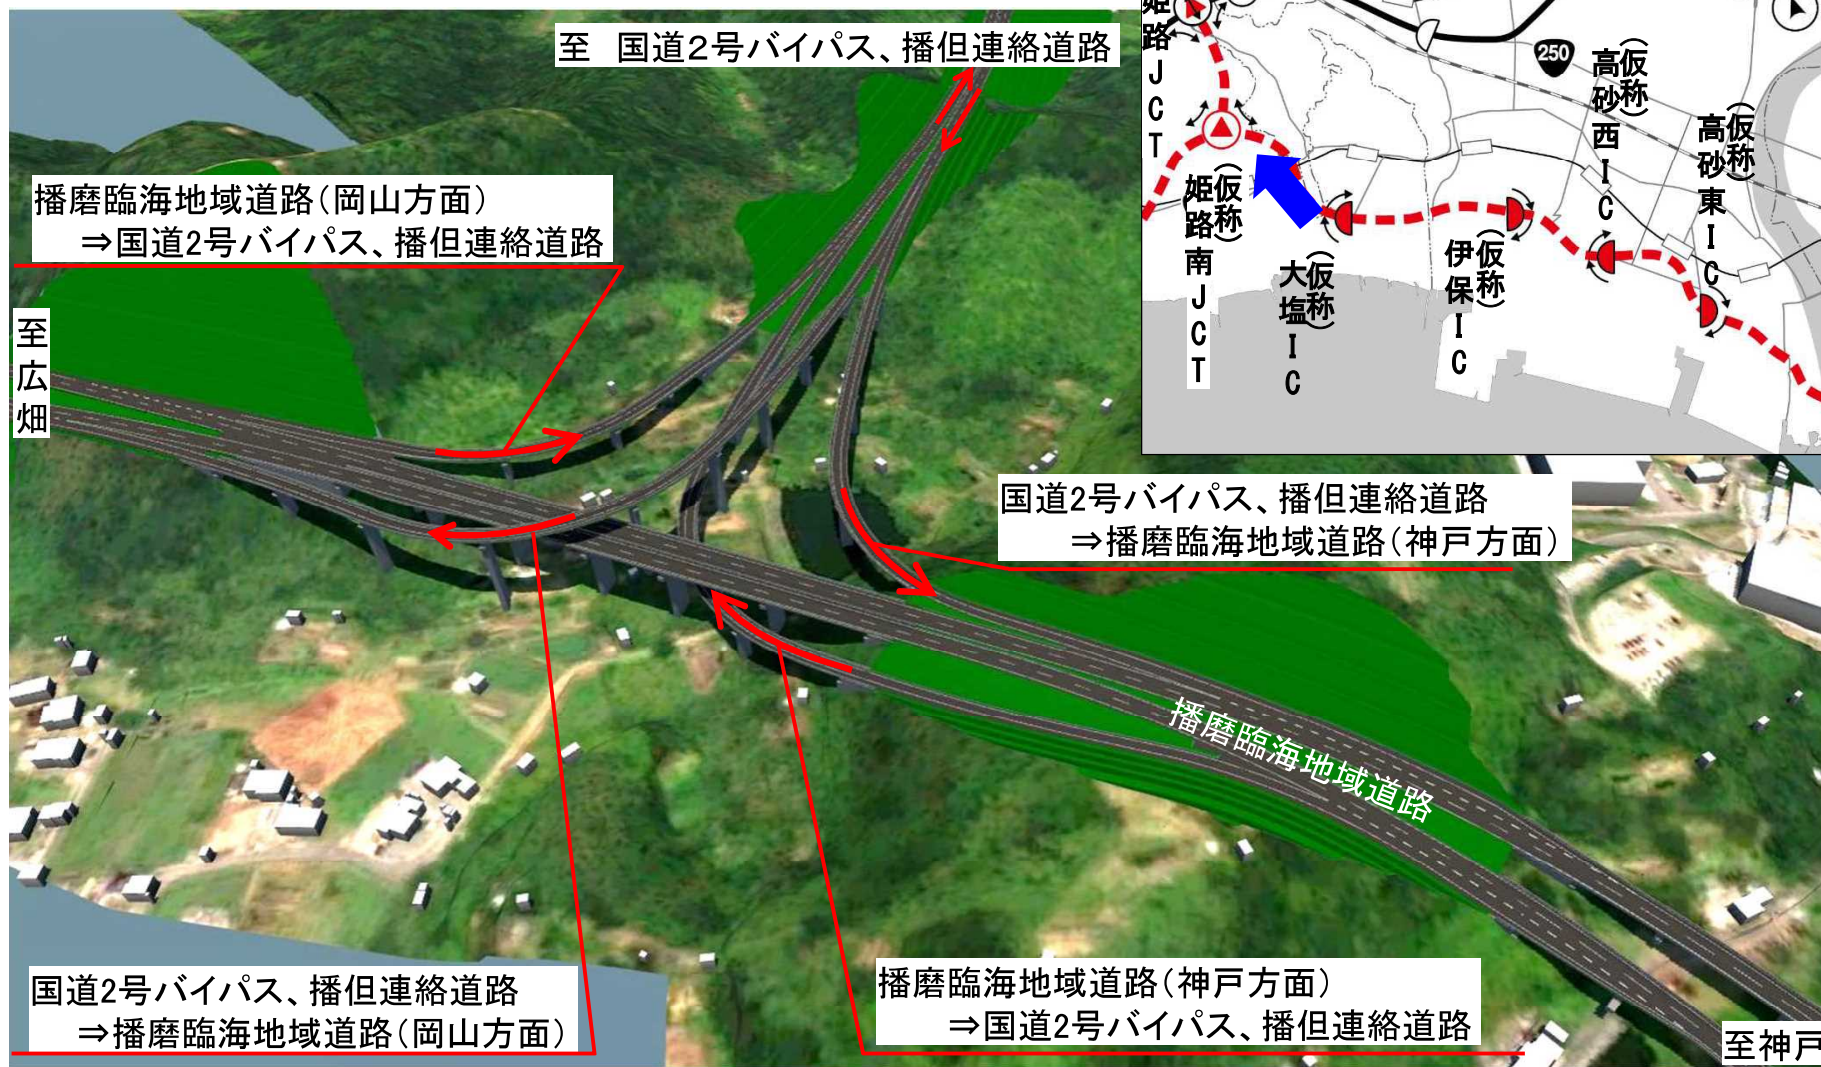 至　国道２号バイパス、播但連絡道路
播磨臨海地域道路（岡山方面）
⇒国道2号バイパス、播但連絡道路
至広畑
国道2号バイパス、播但連絡道路
⇒播磨臨海地域道路（神戸方面）
播磨臨海地域道路
国道2号バイパス、播但連絡道路
⇒播磨臨海地域道路（岡山方面）
播磨臨海地域道路（神戸方面）
⇒国道2号バイパス、播但連絡道路
至神戸
姫路JCT
250
（仮称）
高砂西IC
（仮称）
高砂東IC
（仮称）
姫路南JCT
（仮称）
大塩IC
（仮称）
伊保IC